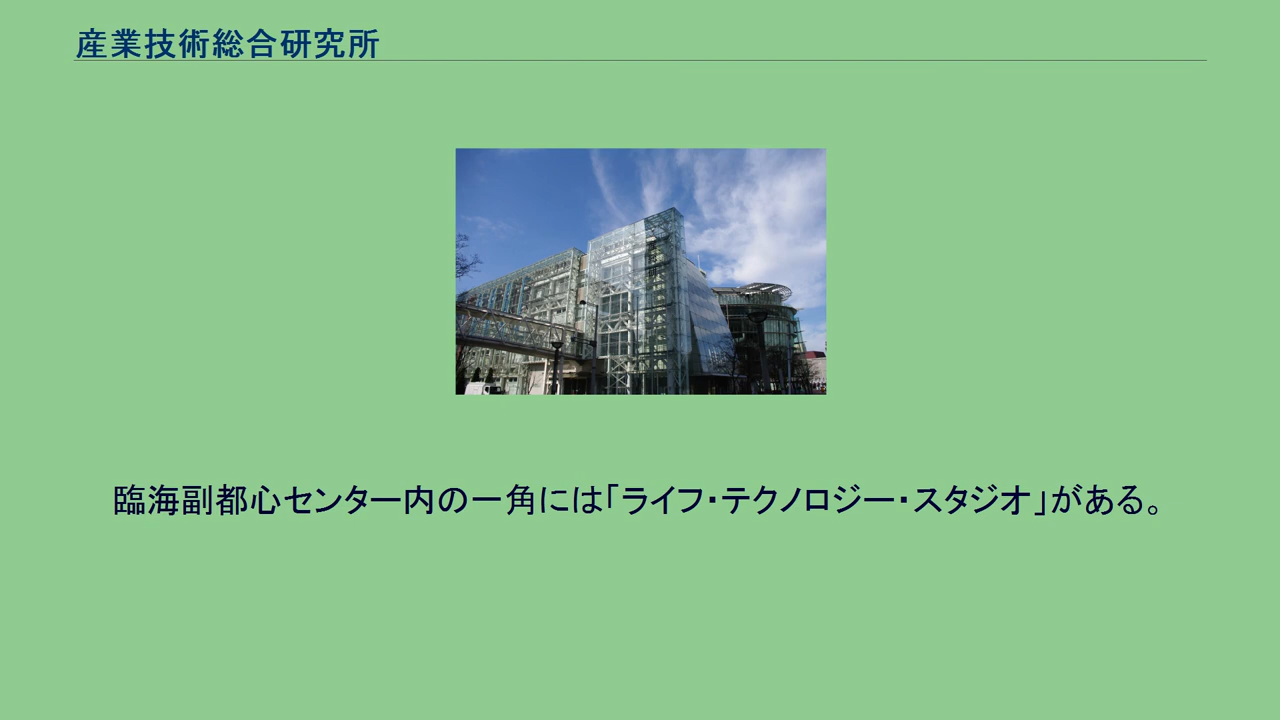 産業技術総合研究所
臨海副都心センター内の一角には「ライフ・テクノロジー・スタジオ」がある。